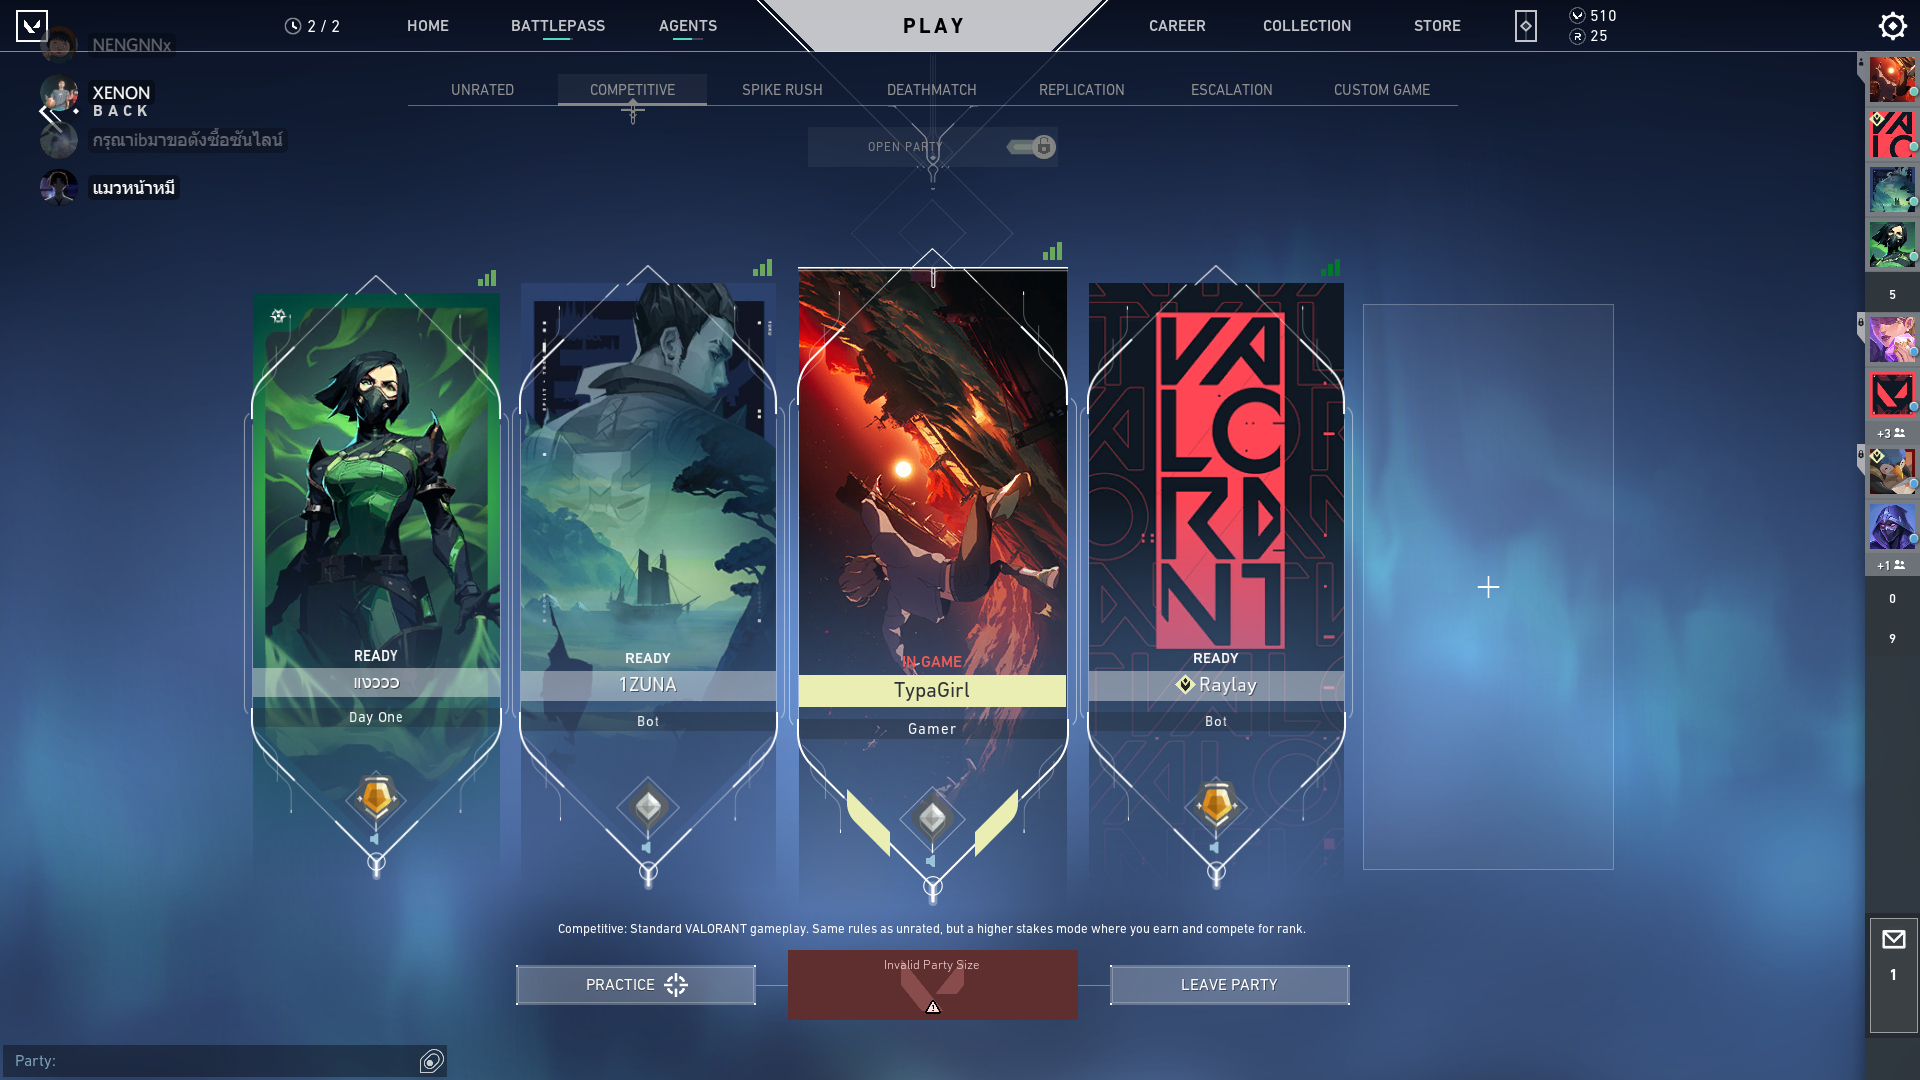 2 / 2
HOME
BATTLEPASS
AGENTS
PLAY
CAREER
COLLECTION
STORE
510
25
NENGNNx
XENON
BACK
กรุณาibมาขอตังซื้อซันไลน์
แมวหน้าหมี
UNRATED
COMPETITIVE
SPIKE RUSH
DEATHMATCH
REPLICATION
ESCALATION
CUSTOM GAME
OPEN PARTY
READY
แงววว
Day One
READY
1ZUNA
Bot
IN-GAME
TypaGirl
Gamer
VALORANT
READY
Raylay
Bot
5
+3
+1
0
9
1
Competitive: Standard VALORANT gameplay. Same rules as unrated, but a higher stakes mode where you earn and compete for rank.
PRACTICE
Invalid Party Size
LEAVE PARTY
Party: